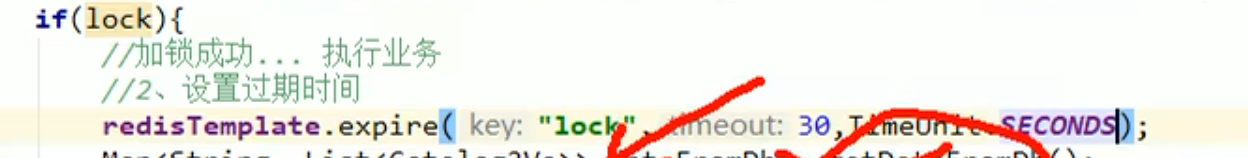 if(lock){
//加锁成功... 执行业务
//2、设置过期时间
redisTemplate.expire( key: "lock", timeout: 30,TimeUnit.SECONDS);